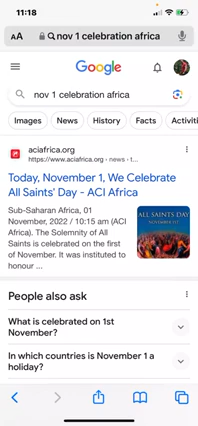 11:18
AA nov 1 celebration africa
Google
nov 1 celebration africa
Images News History Facts Activiti
aciafrica.org
https://www.aciafrica.org › news › 1...
Today, November 1, We Celebrate
All Saints' Day - ACI Africa
Sub-Saharan Africa, 01
November, 2022 / 10:15 am (ACI
Africa). The Solemnity of All
Saints is celebrated on the first
of November. It was instituted to
honour ...
ALL SAINTS DAY
NOVEMBER 1ST
People also ask
What is celebrated on 1st
November?
In which countries is November 1 a
holiday?